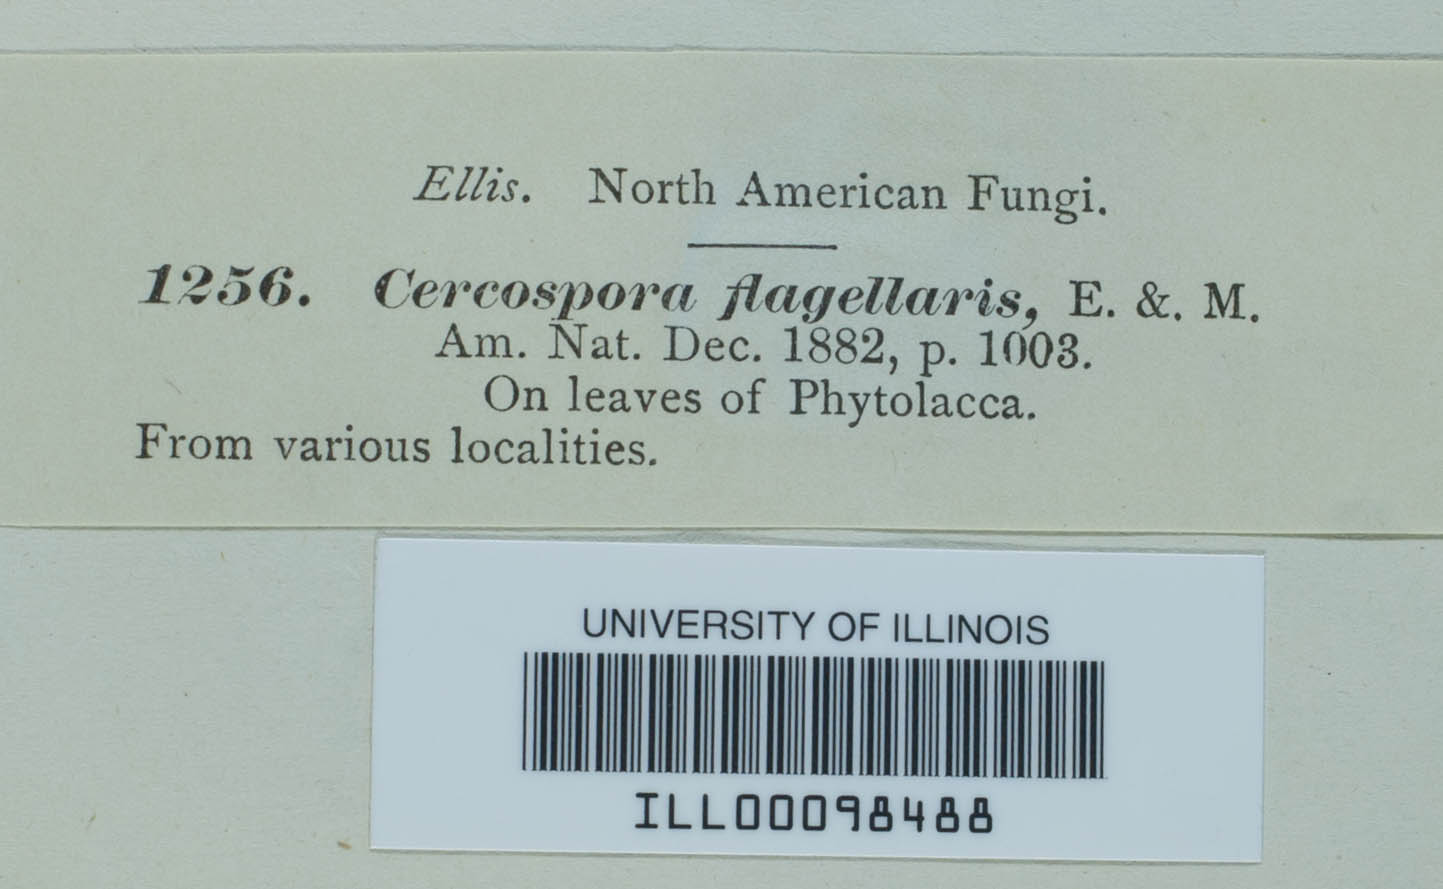 Ellis. North American Fungi.
1256. Cercospora flagellaris, E. &. M.
Am. Nat. Dec. 1882, p. 1003.
On leaves of Phytolacca.
From various localities.
UNIVERSITY OF ILLINOIS
ILL00098488